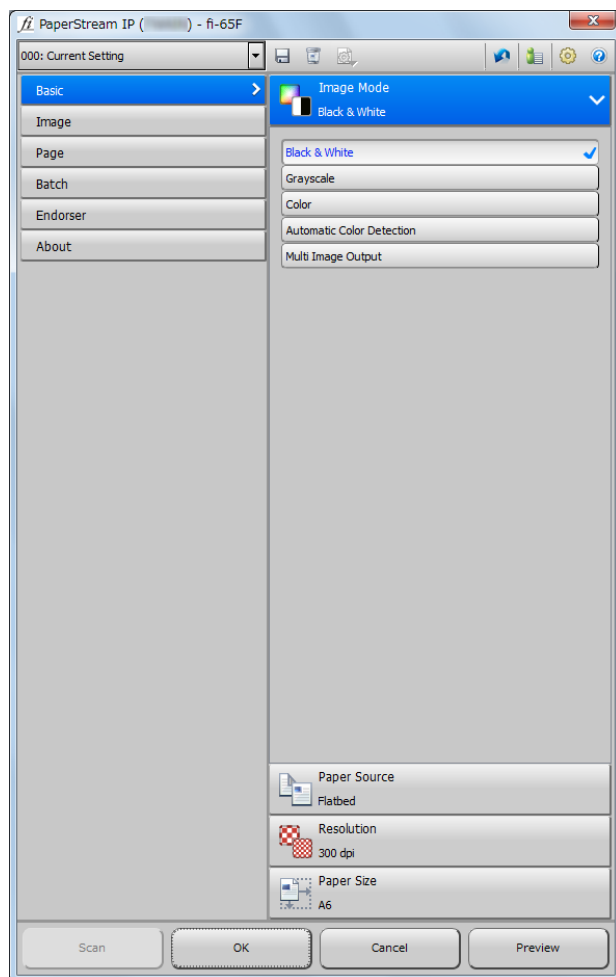 fi PaperStream IP ( ) - fi-65F
000: Current Setting
Basic
Image
Page
Batch
Endorser
About
Image Mode
Black & White
Black & White
Grayscale
Color
Automatic Color Detection
Multi Image Output
Paper Source
Flatbed
Resolution
300 dpi
Paper Size
A6
Scan
OK
Cancel
Preview